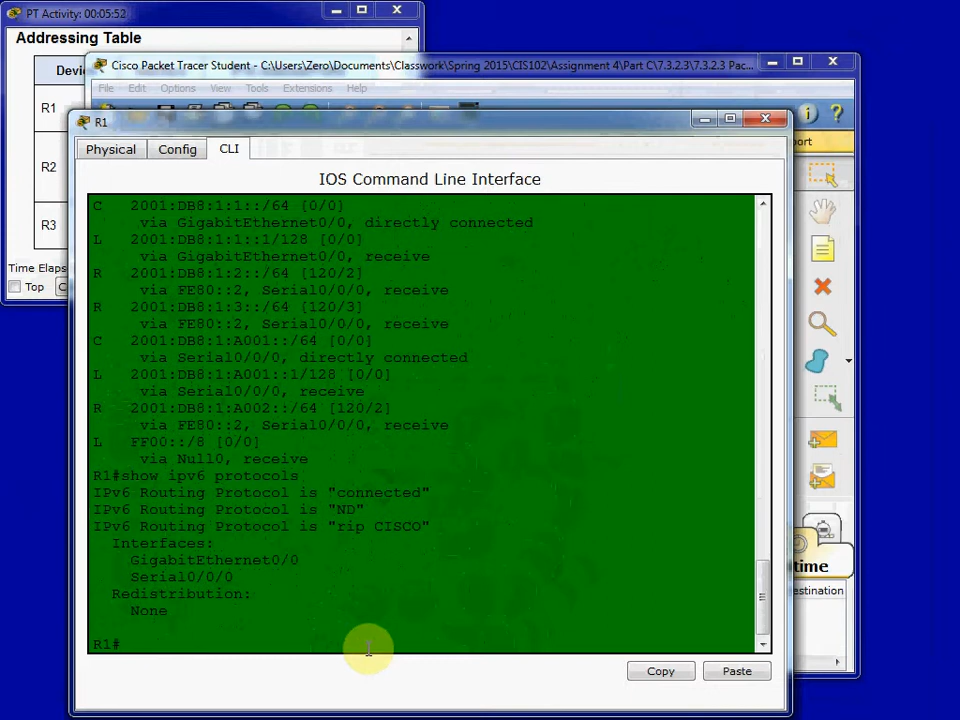 PT Activity: 00:05:52
Addressing Table
Devi
R1
R2
R3
Time Elaps
Top
C
Cisco Packet Tracer Student - C:\Users\Zero\Documents\Classwork\Spring 2015\CIS102\Assignment 4\Part C\7.3.2.3\7.3.2.3 Pac...
File Edit Options View Tools Extensions Help
port
R1
Physical Config CLI
IOS Command Line Interface
C 2001:DB8:1:1::/64 [0/0]
via GigabitEthernet0/0, directly connected
L 2001:DB8:1:1::1/128 [0/0]
via GigabitEthernet0/0, receive
R 2001:DB8:1:2::/64 [120/2]
via FE80::2, Serial0/0/0, receive
R 2001:DB8:1:3::/64 [120/3]
via FE80::2, Serial0/0/0, receive
C 2001:DB8:1:A001::/64 [0/0]
via Serial0/0/0, directly connected
L 2001:DB8:1:A001::1/128 [0/0]
via Serial0/0/0, receive
R 2001:DB8:1:A002::/64 [120/2]
via FE80::2, Serial0/0/0, receive
L FF00::/8 [0/0]
via Null0, receive
R1#show ipv6 protocols
IPv6 Routing Protocol is "connected"
IPv6 Routing Protocol is "ND"
IPv6 Routing Protocol is "rip CISCO"
Interfaces:
GigabitEthernet0/0
Serial0/0/0
Redistribution:
None
R1#
Copy Paste
time
estination